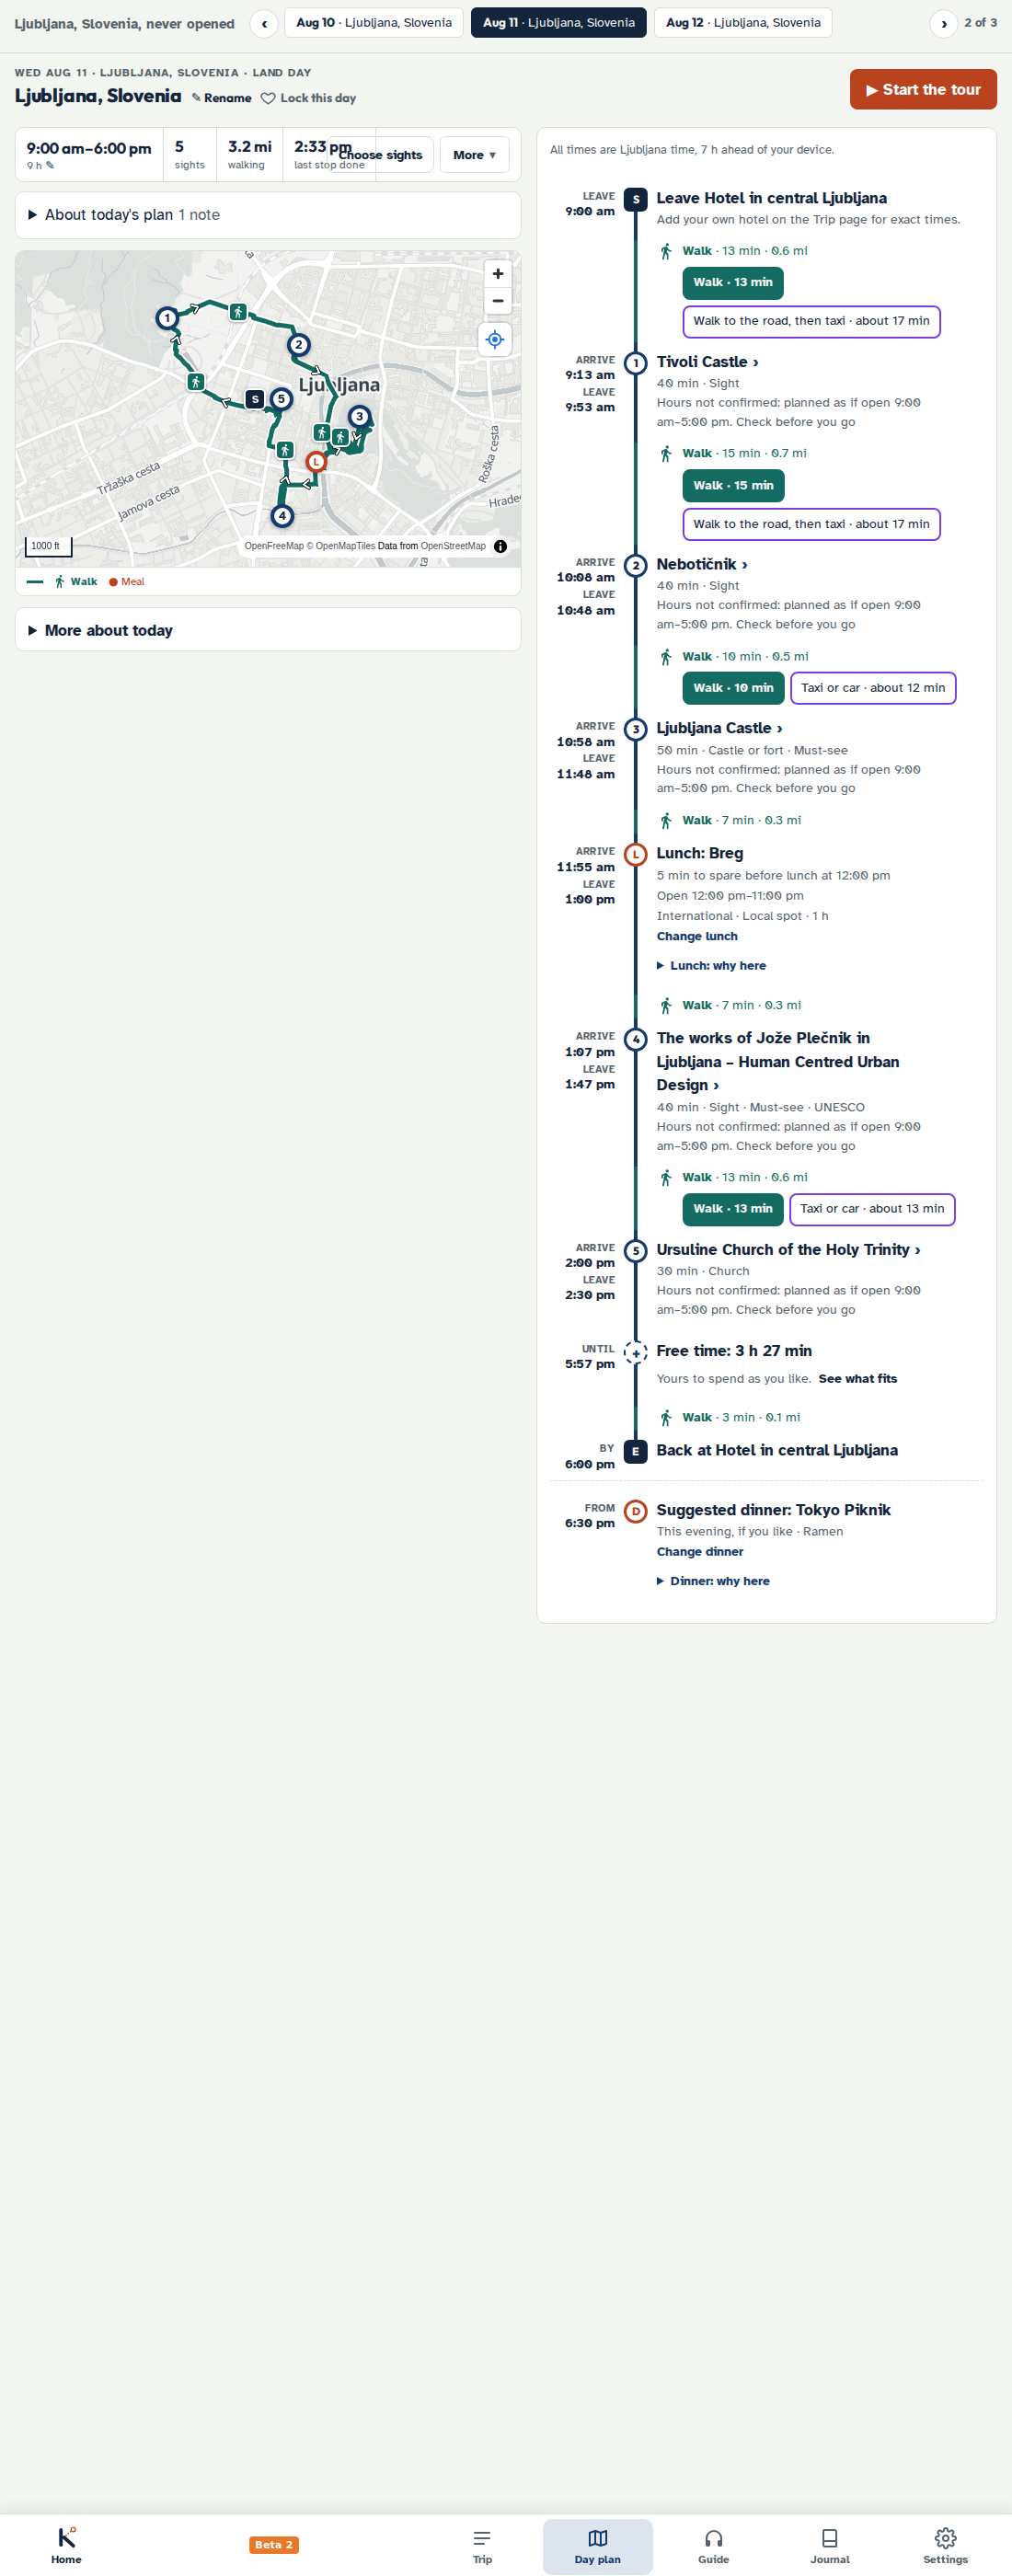 Ljubljana, Slovenia, never opened
‹
Aug 10 · Ljubljana, Slovenia
Aug 11 · Ljubljana, Slovenia
Aug 12 · Ljubljana, Slovenia
›
2 of 3
WED AUG 11 · LJUBLJANA, SLOVENIA · LAND DAY
Ljubljana, Slovenia ✎ Rename Lock this day
▶ Start the tour
9:00 am–6:00 pm
9 h ✎
5
sights
3.2 mi
walking
2:33 pm
last stop done
Choose sights
More ▾
▶ About today's plan 1 note
1
2
3
4
5
S
L
Ljubljana
Tržaška cesta
Jamova cesta
Roška cesta
+
−
1000 ft
OpenFreeMap © OpenMapTiles Data from OpenStreetMap
Walk
Meal
▶ More about today
All times are Ljubljana time, 7 h ahead of your device.
LEAVE
9:00 am
S
Leave Hotel in central Ljubljana
Add your own hotel on the Trip page for exact times.
Walk · 13 min · 0.6 mi
Walk · 13 min
Walk to the road, then taxi · about 17 min
ARRIVE
9:13 am
LEAVE
9:53 am
1
Tivoli Castle ›
40 min · Sight
Hours not confirmed: planned as if open 9:00
am–5:00 pm. Check before you go
Walk · 15 min · 0.7 mi
Walk · 15 min
Walk to the road, then taxi · about 17 min
ARRIVE
10:08 am
LEAVE
10:48 am
2
Nebotičnik ›
40 min · Sight
Hours not confirmed: planned as if open 9:00
am–5:00 pm. Check before you go
Walk · 10 min · 0.5 mi
Walk · 10 min
Taxi or car · about 12 min
ARRIVE
10:58 am
LEAVE
11:48 am
3
Ljubljana Castle ›
50 min · Castle or fort · Must-see
Hours not confirmed: planned as if open 9:00
am–5:00 pm. Check before you go
Walk · 7 min · 0.3 mi
ARRIVE
11:55 am
LEAVE
1:00 pm
L
Lunch: Breg
5 min to spare before lunch at 12:00 pm
Open 12:00 pm–11:00 pm
International · Local spot · 1 h
Change lunch
▶ Lunch: why here
Walk · 7 min · 0.3 mi
ARRIVE
1:07 pm
LEAVE
1:47 pm
4
The works of Jože Plečnik in
Ljubljana – Human Centred Urban
Design ›
40 min · Sight · Must-see · UNESCO
Hours not confirmed: planned as if open 9:00
am–5:00 pm. Check before you go
Walk · 13 min · 0.6 mi
Walk · 13 min
Taxi or car · about 13 min
ARRIVE
2:00 pm
LEAVE
2:30 pm
5
Ursuline Church of the Holy Trinity ›
30 min · Church
Hours not confirmed: planned as if open 9:00
am–5:00 pm. Check before you go
UNTIL
5:57 pm
+
Free time: 3 h 27 min
Yours to spend as you like. See what fits
Walk · 3 min · 0.1 mi
BY
6:00 pm
E
Back at Hotel in central Ljubljana
FROM
6:30 pm
D
Suggested dinner: Tokyo Piknik
This evening, if you like · Ramen
Change dinner
▶ Dinner: why here
Home
Beta 2
Trip
Day plan
Guide
Journal
Settings